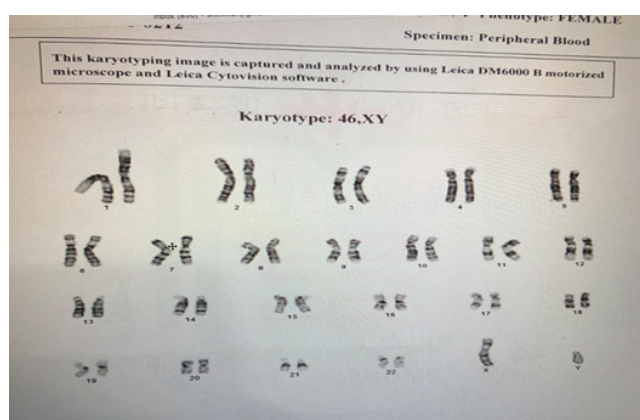 Phenotype: FEMALE
Specimen: Peripheral Blood
This karyotyping image is captured and analyzed by using Leica DM6000 B motorized
microscope and Leica Cytovision software .
Karyotype: 46,XY
1 2 3 4 5
6 7 8 9 10 11 12
13 14 15 16 17 18
19 20 21 22 X Y